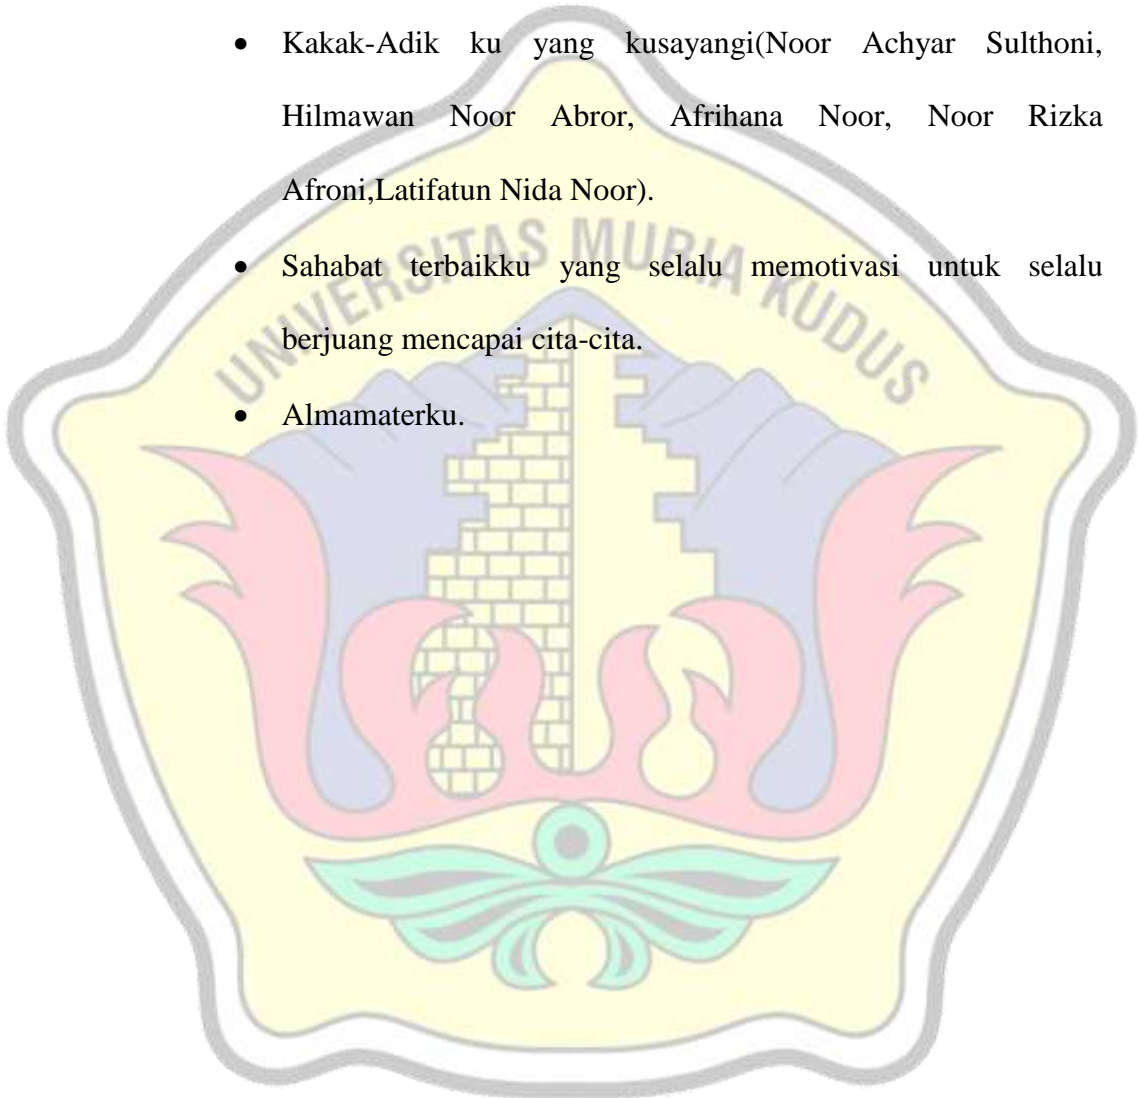 • Kakak-Adik ku yang kusayangi(Noor Achyar Sulthoni,
Hilmawan Noor Abror, Afrihana Noor, Noor Rizka
Afroni,Latifatun Nida Noor).
UNIVERSITAS MURIA KUDUS
• Sahabat terbaikku yang selalu memotivasi untuk selalu
berjuang mencapai cita-cita.
• Almamaterku.